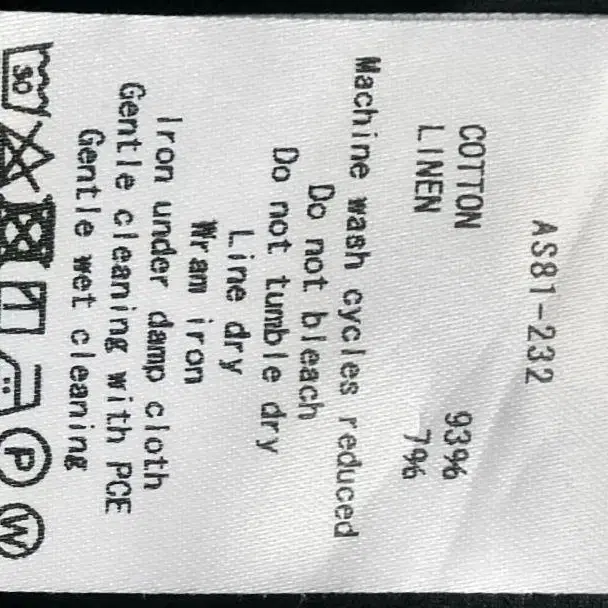 AS81-232
COTTON 93%
LINEN 7%
Machine wash cycles reduced
Do not bleach
Do not tumble dry
Line dry
Wram iron
Iron under damp cloth
Gentle cleaning with PCE
Gentle wet cleaning
30 P W